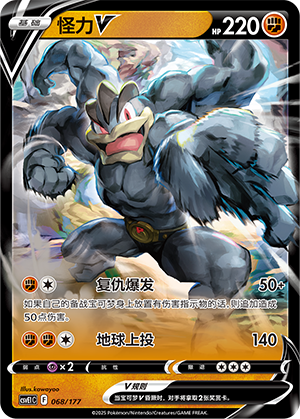 基础 怪力V HP 220
复仇爆发 50+
如果自己的备战宝可梦身上放置有伤害指示物的话,则追加造成
50点伤害。
地球上投 140
弱点 ×2 抵抗力 撤退
V规则
当宝可梦V昏厥时,对手将拿取2张奖赏卡。
Illus.kawayoo
F 068/177
©2025 Pokémon/Nintendo/Creatures/GAME FREAK